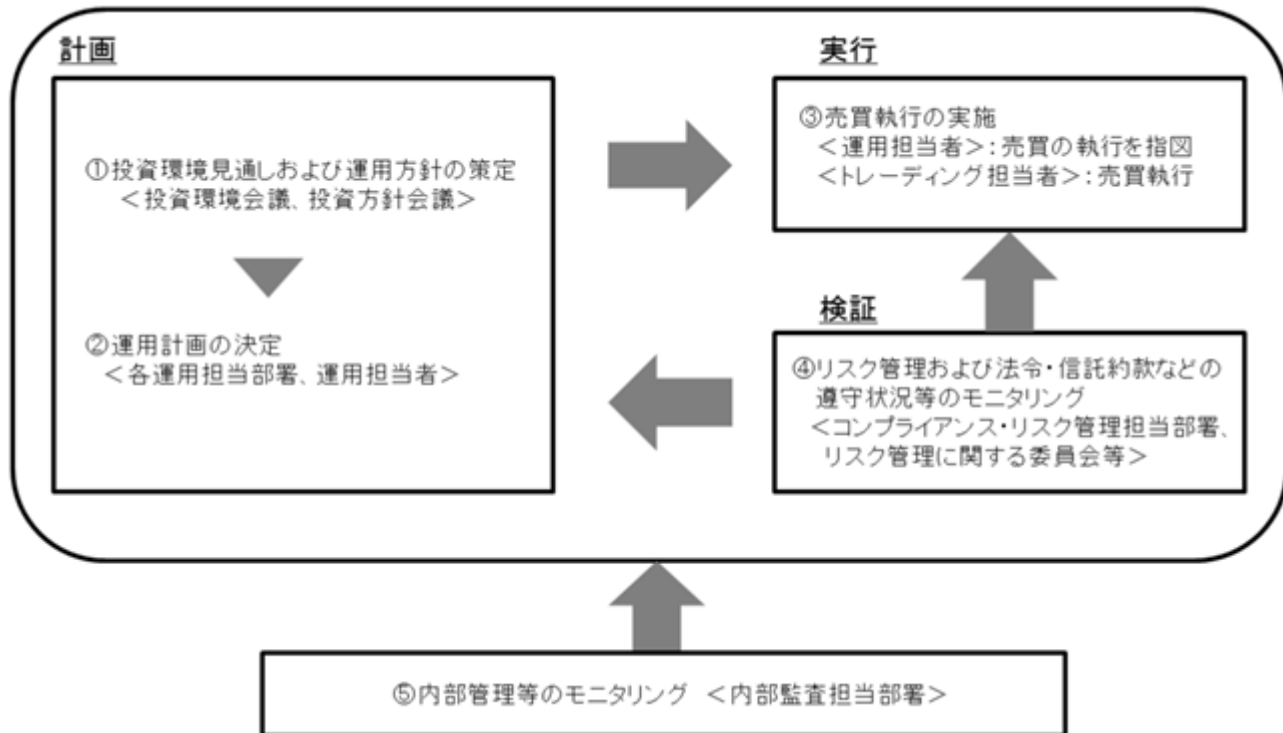 計画
①投資環境見通しおよび運用方針の策定
＜投資環境会議、投資方針会議＞
②運用計画の決定
＜各運用担当部署、運用担当者＞
実行
③売買執行の実施
＜運用担当者＞：売買の執行を指図
＜トレーディング担当者＞：売買執行
検証
④リスク管理および法令・信託約款などの
遵守状況等のモニタリング
＜コンプライアンス・リスク管理担当部署、
リスク管理に関する委員会等＞
⑤内部管理等のモニタリング ＜内部監査担当部署＞